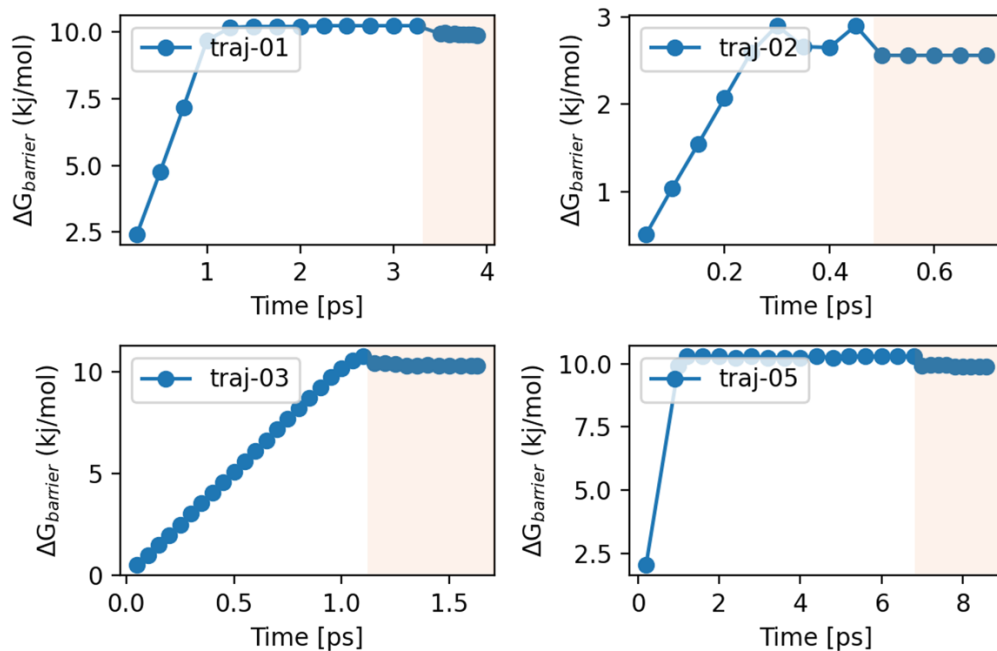 10.0
7.5
5.0
2.5
ΔG_barrier (kj/mol)
traj-01
1 2 3 4
Time [ps]
3
2
1
ΔG_barrier (kj/mol)
traj-02
0.2 0.4 0.6
Time [ps]
10
5
0
ΔG_barrier (kj/mol)
traj-03
0.0 0.5 1.0 1.5
Time [ps]
10.0
7.5
5.0
2.5
ΔG_barrier (kj/mol)
traj-05
0 2 4 6 8
Time [ps]